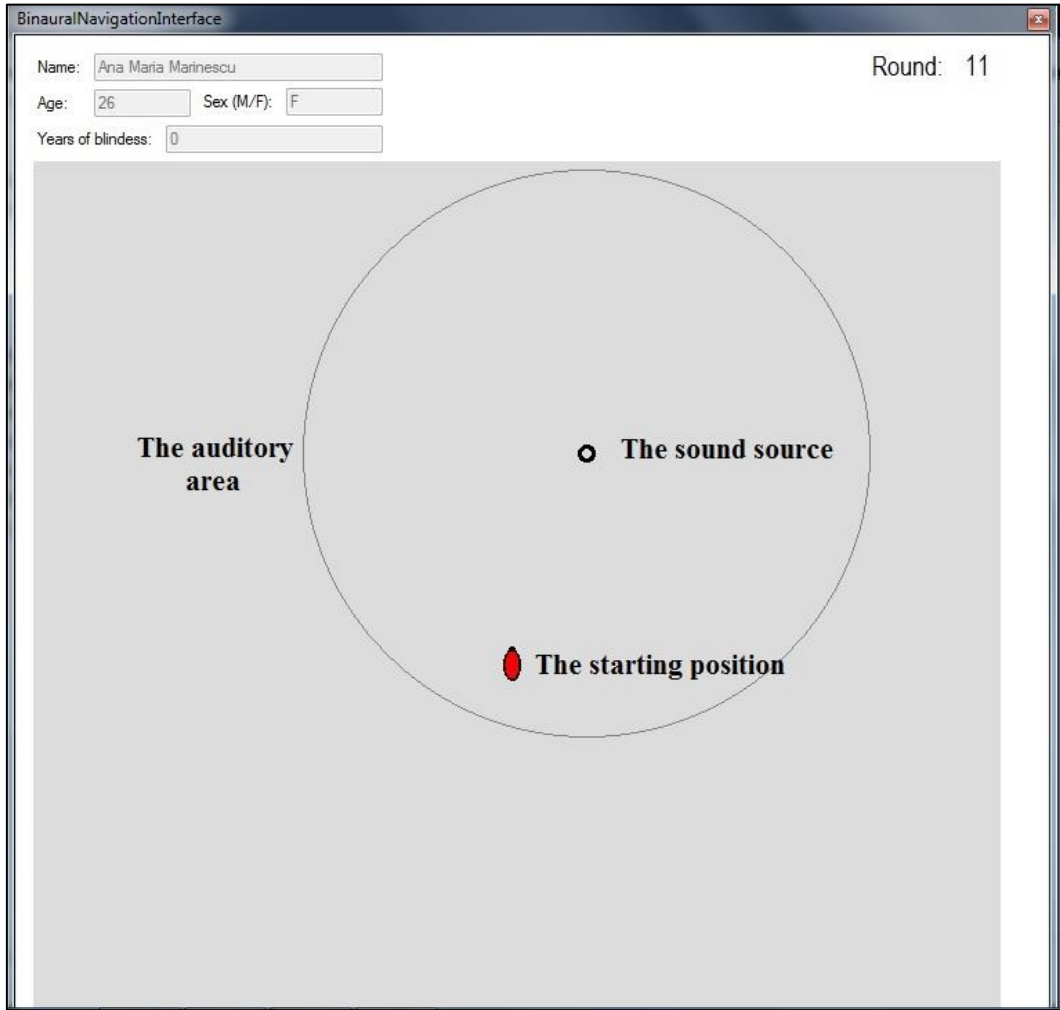 BinauralNavigationInterface
Name: Ana Maria Marinescu
Round: 11
Age: 26 Sex (M/F): F
Years of blindess: 0
The auditory
area
The sound source
The starting position